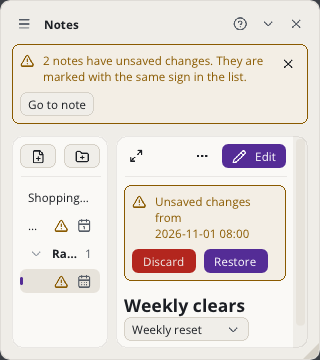 Notes
2 notes have unsaved changes. They are
marked with the same sign in the list.
Go to note
Edit
Shopping...
...
Ra... 1
Unsaved changes
from
2026-11-01 08:00
Discard Restore
Weekly clears
Weekly reset